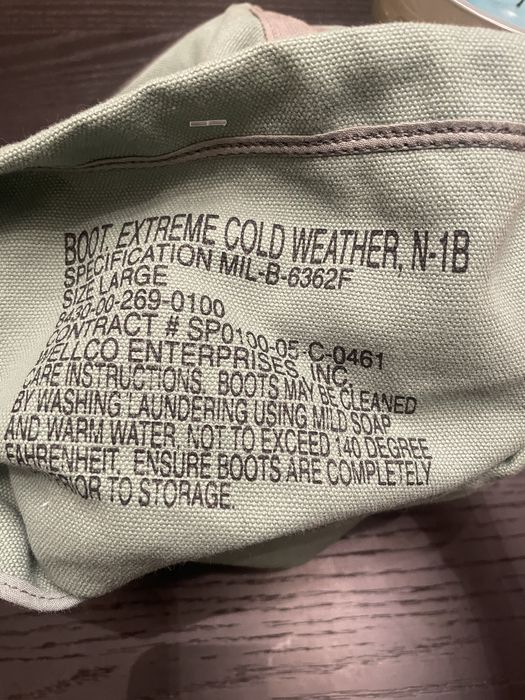 BOOT, EXTREME COLD WEATHER, N-1B
SPECIFICATION MIL-B-6362F
SIZE LARGE
8430-00-269-0100
CONTRACT # SP0100-05-C-0461
WELLCO ENTERPRISES, INC.
CARE INSTRUCTIONS. BOOTS MAY BE CLEANED
BY WASHING LAUNDERING USING MILD SOAP
AND WARM WATER, NOT TO EXCEED 140 DEGREE
FAHRENHEIT. ENSURE BOOTS ARE COMPLETELY
PRIOR TO STORAGE.